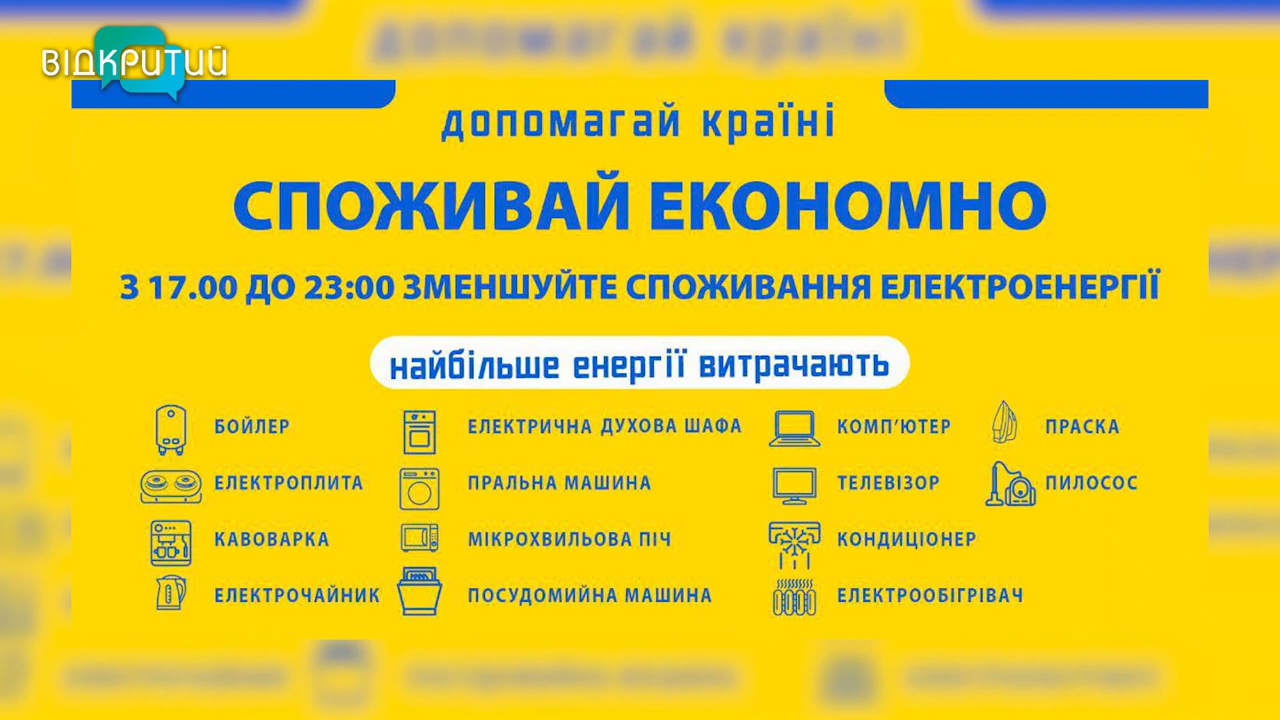 ВІДКРИТИЙ
допомагай країні
СПОЖИВАЙ ЕКОНОМНО
З 17.00 ДО 23:00 ЗМЕНШУЙТЕ СПОЖИВАННЯ ЕЛЕКТРОЕНЕРГІЇ
найбільше енергії витрачають
БОЙЛЕР
ЕЛЕКТРОПЛИТА
КАВОВАРКА
ЕЛЕКТРОЧАЙНИК
ЕЛЕКТРИЧНА ДУХОВА ШАФА
ПРАЛЬНА МАШИНА
МІКРОХВИЛЬОВА ПІЧ
ПОСУДОМИЙНА МАШИНА
КОМП'ЮТЕР
ТЕЛЕВІЗОР
КОНДИЦІОНЕР
ЕЛЕКТРООБІГРІВАЧ
ПРАСКА
ПИЛОСОС